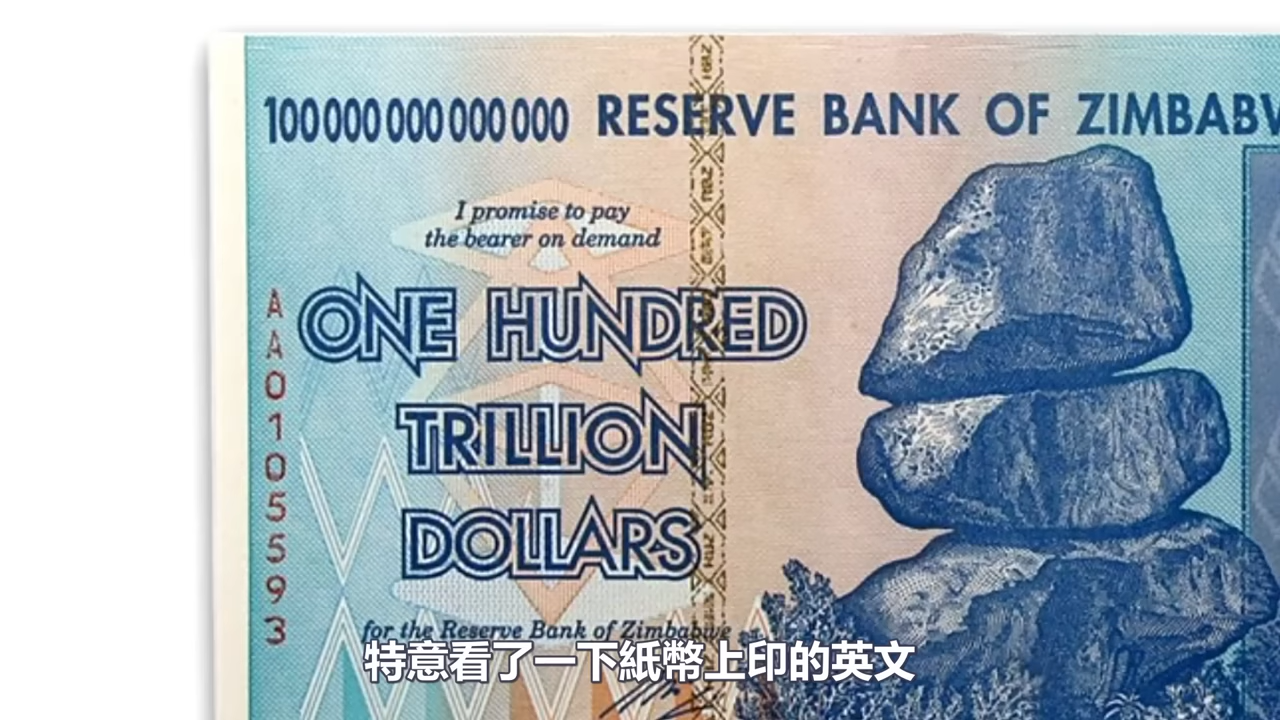 100000000000000 RESERVE BANK OF ZIMBABW
I promise to pay
the bearer on demand
ONE HUNDRED
TRILLION
DOLLARS
AA0105593
for the Reserve Bank of Zimbabwe
特意看了一下紙幣上印的英文